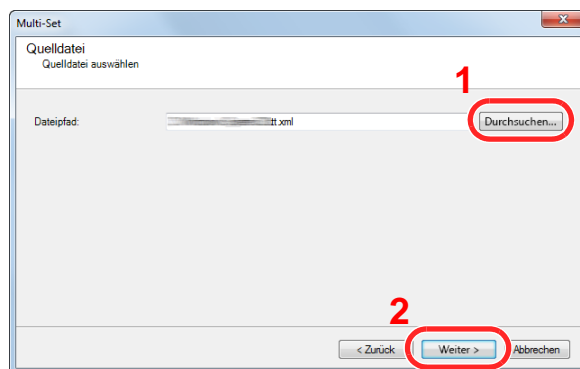 Multi-Set
Quelldatei
Quelldatei auswählen
1
Dateipfad: tt.xml Durchsuchen...
2
< Zurück Weiter > Abbrechen